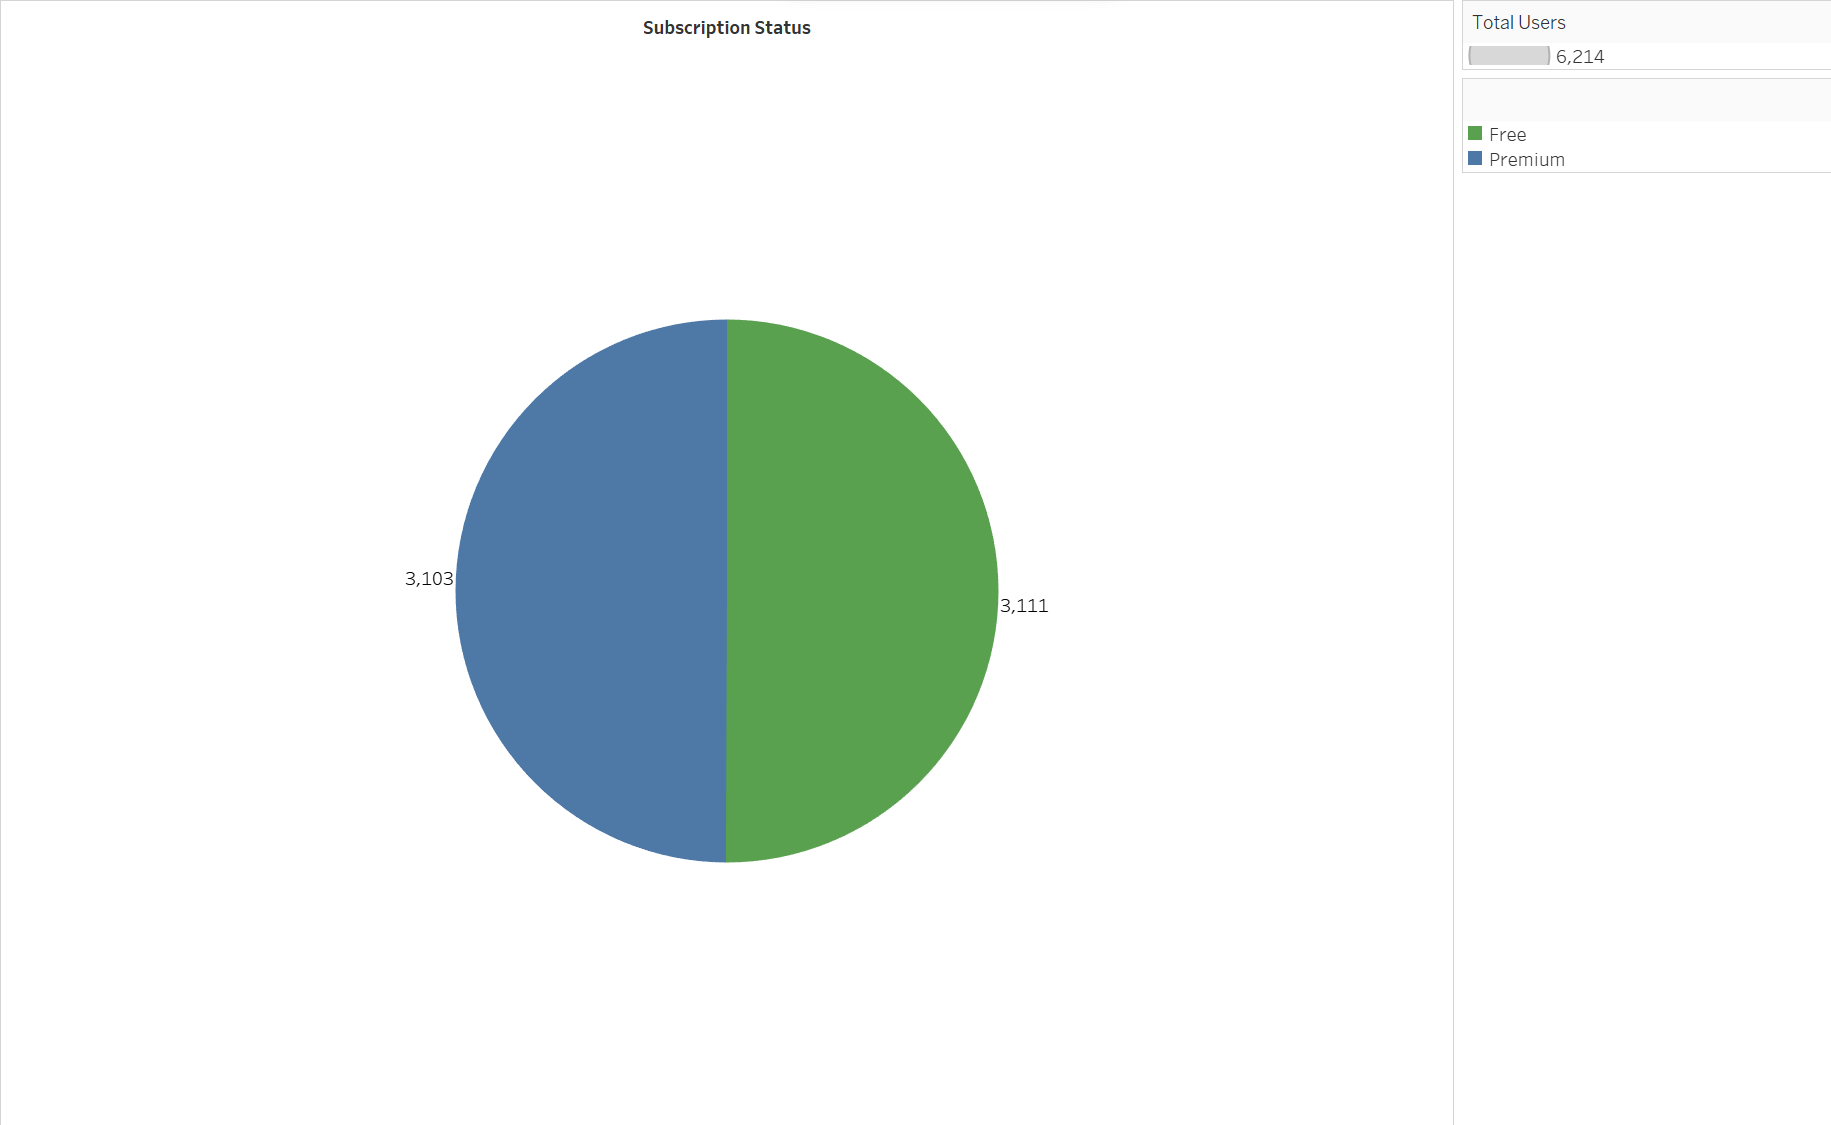 Subscription Status
Total Users
6,214
Free
Premium
3,103
3,111